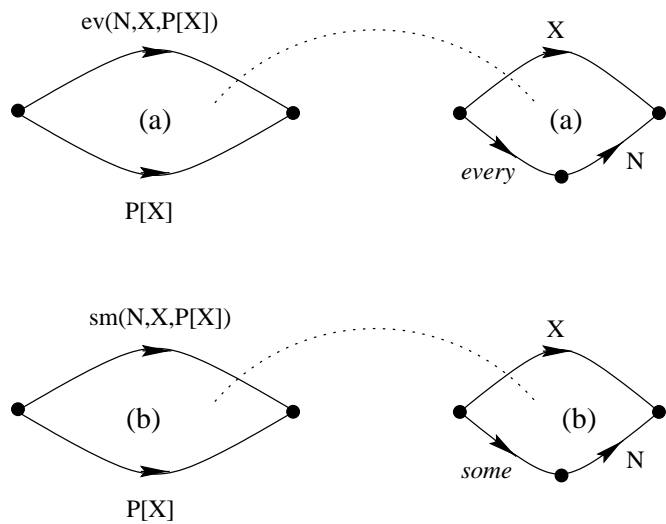 ev(N,X,P[X])
X
(a)
(a)
every
N
P[X]
sm(N,X,P[X])
X
(b)
(b)
some
N
P[X]